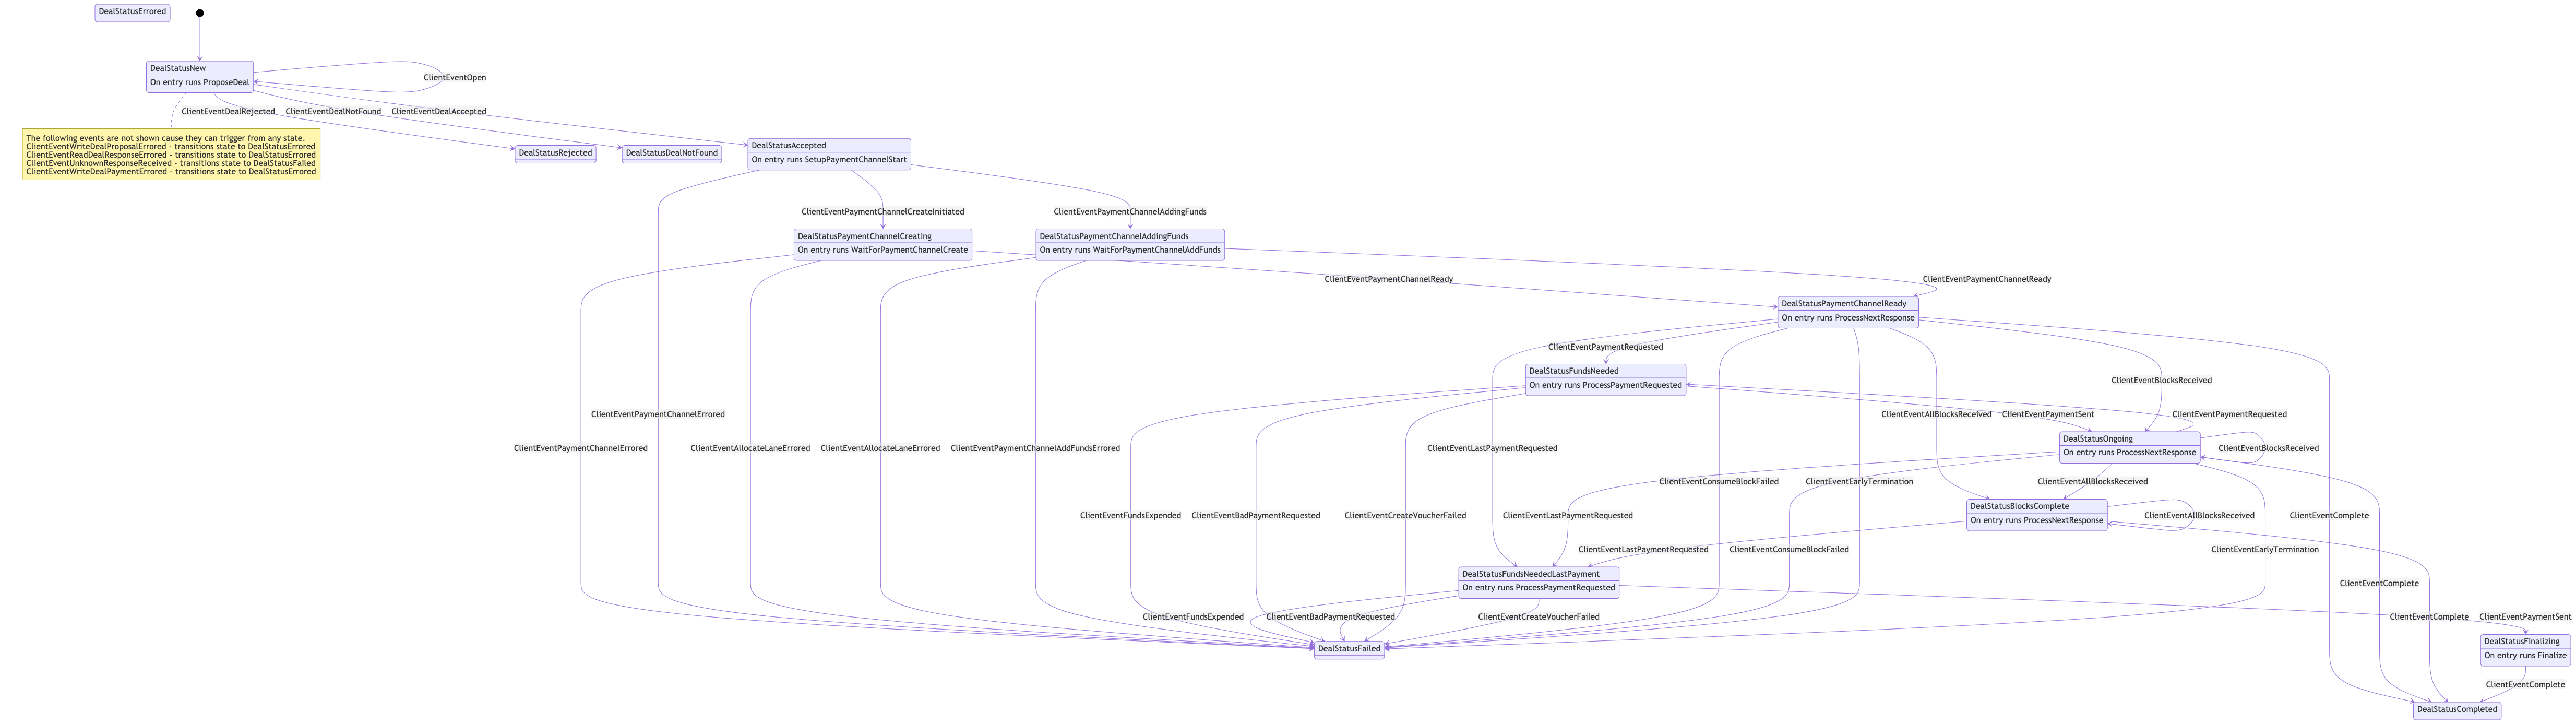 DealStatusErrored
DealStatusNew
On entry runs ProposeDeal
ClientEventOpen
ClientEventDealRejected
ClientEventDealNotFound
ClientEventDealAccepted
The following events are not shown cause they can trigger from any state.
ClientEventWriteDealProposalErrored - transitions state to DealStatusErrored
ClientEventReadDealResponseErrored - transitions state to DealStatusErrored
ClientEventUnknownResponseReceived - transitions state to DealStatusFailed
ClientEventWriteDealPaymentErrored - transitions state to DealStatusErrored
DealStatusRejected
DealStatusDealNotFound
DealStatusAccepted
On entry runs SetupPaymentChannelStart
ClientEventPaymentChannelCreateInitiated
ClientEventPaymentChannelAddingFunds
DealStatusPaymentChannelCreating
On entry runs WaitForPaymentChannelCreate
DealStatusPaymentChannelAddingFunds
On entry runs WaitForPaymentChannelAddFunds
ClientEventPaymentChannelReady
ClientEventPaymentChannelReady
DealStatusPaymentChannelReady
On entry runs ProcessNextResponse
ClientEventPaymentRequested
DealStatusFundsNeeded
On entry runs ProcessPaymentRequested
ClientEventBlocksReceived
ClientEventPaymentChannelErrored
ClientEventAllBlocksReceived
ClientEventPaymentSent
ClientEventPaymentRequested
DealStatusOngoing
On entry runs ProcessNextResponse
ClientEventPaymentChannelErrored
ClientEventAllocateLaneErrored
ClientEventAllocateLaneErrored
ClientEventPaymentChannelAddFundsErrored
ClientEventLastPaymentRequested
ClientEventBlocksReceived
ClientEventConsumeBlockFailed
ClientEventEarlyTermination
ClientEventAllBlocksReceived
DealStatusBlocksComplete
On entry runs ProcessNextResponse
ClientEventFundsExpended
ClientEventBadPaymentRequested
ClientEventCreateVoucherFailed
ClientEventLastPaymentRequested
ClientEventAllBlocksReceived
ClientEventComplete
ClientEventLastPaymentRequested
ClientEventConsumeBlockFailed
ClientEventEarlyTermination
DealStatusFundsNeededLastPayment
On entry runs ProcessPaymentRequested
ClientEventComplete
ClientEventFundsExpended
ClientEventBadPaymentRequested
ClientEventCreateVoucherFailed
ClientEventComplete
ClientEventPaymentSent
DealStatusFailed
DealStatusFinalizing
On entry runs Finalize
ClientEventComplete
DealStatusCompleted